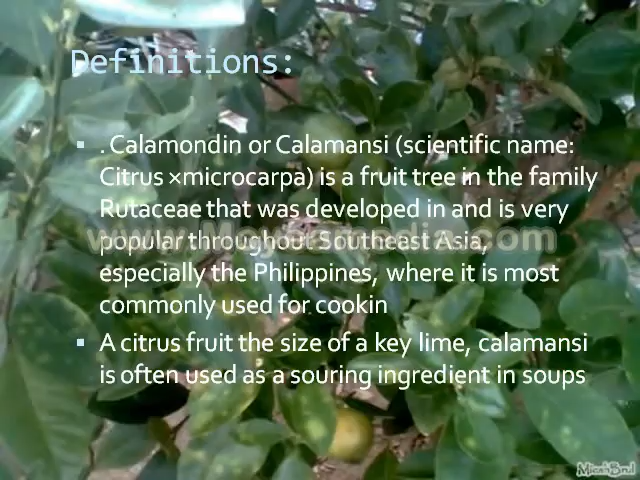 Definitions:
. Calamondin or Calamansi (scientific name:
Citrus ×microcarpa) is a fruit tree in the family
Rutaceae that was developed in and is very
popular throughout Southeast Asia,
especially the Philippines, where it is most
commonly used for cookin
A citrus fruit the size of a key lime, calamansi
is often used as a souring ingredient in soups